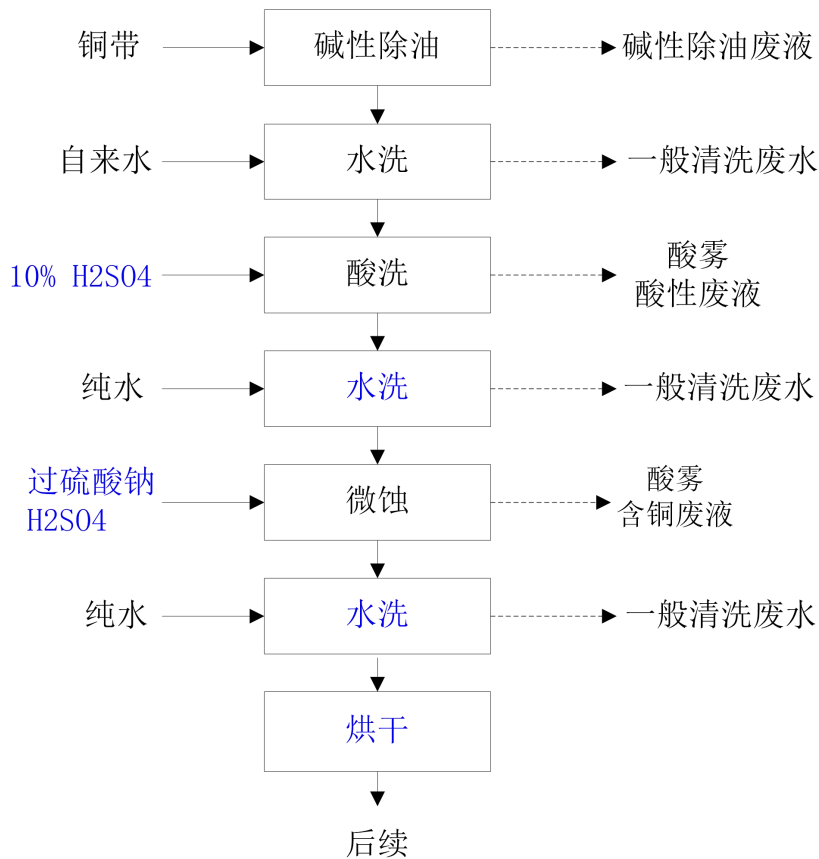 铜带
碱性除油
碱性除油废液
自来水
水洗
一般清洗废水
10% H2SO4
酸洗
酸雾
酸性废液
纯水
水洗
一般清洗废水
过硫酸钠
H2SO4
微蚀
酸雾
含铜废液
纯水
水洗
一般清洗废水
烘干
后续